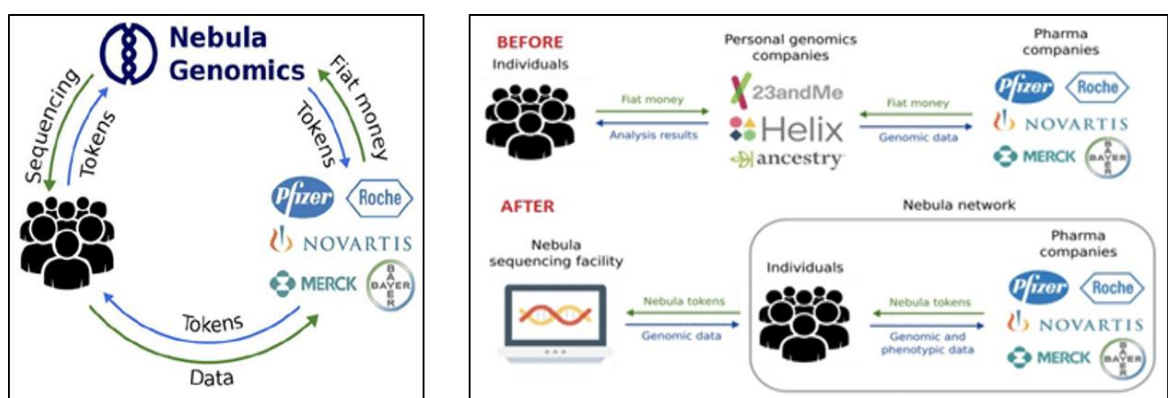 Nebula
Genomics
Sequencing
Tokens
Tokens
Fiat money
Pfizer
Roche
NOVARTIS
MERCK
BAYER
BAYER
Tokens
Data
BEFORE
Individuals
Personal genomics
companies
Pharma
companies
Fiat money
Analysis results
23andMe
Helix
ancestry
Fiat money
Genomic data
Pfizer
Roche
NOVARTIS
MERCK
BAYER
BAYER
AFTER
Nebula network
Nebula
sequencing facility
Individuals
Pharma
companies
Nebula tokens
Genomic data
Nebula tokens
Genomic and
phenotypic data
Pfizer
Roche
NOVARTIS
MERCK
BAYER
BAYER